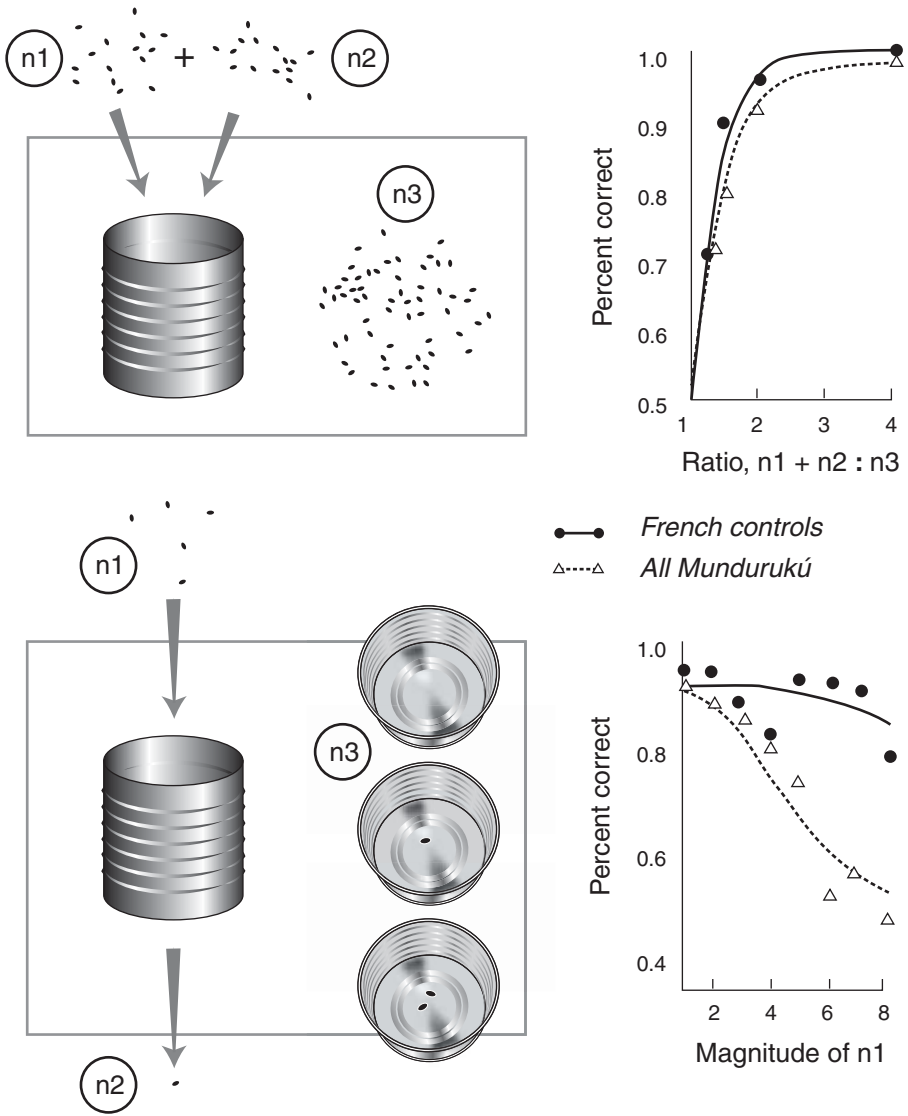 n1
+
n2
n3
Percent correct
1.0
0.9
0.8
0.7
0.6
0.5
1
2
3
4
Ratio, n1 + n2 : n3
French controls
All Mundurukú
n1
n3
n2
Percent correct
1.0
0.8
0.6
0.4
2
4
6
8
Magnitude of n1